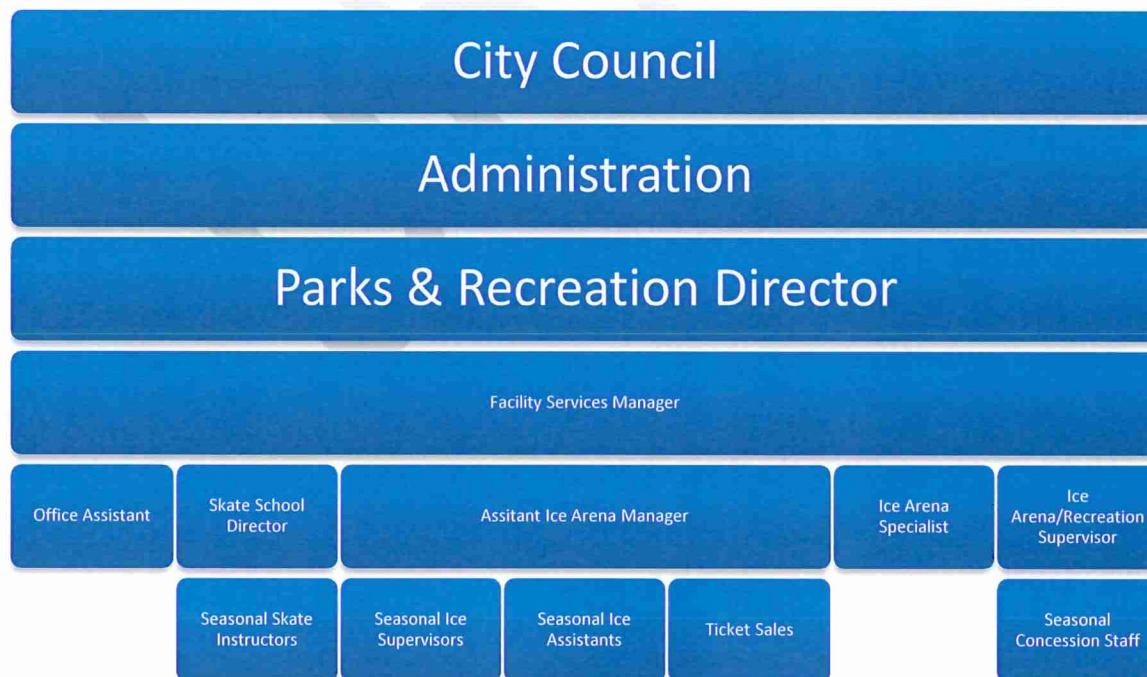 City Council
Administration
Parks & Recreation Director
Facility Services Manager
Office Assistant
Skate School
Director
Assitant Ice Arena Manager
Ice Arena
Specialist
Ice
Arena/Recreation
Supervisor
Seasonal Skate
Instructors
Seasonal Ice
Supervisors
Seasonal Ice
Assistants
Ticket Sales
Seasonal
Concession Staff